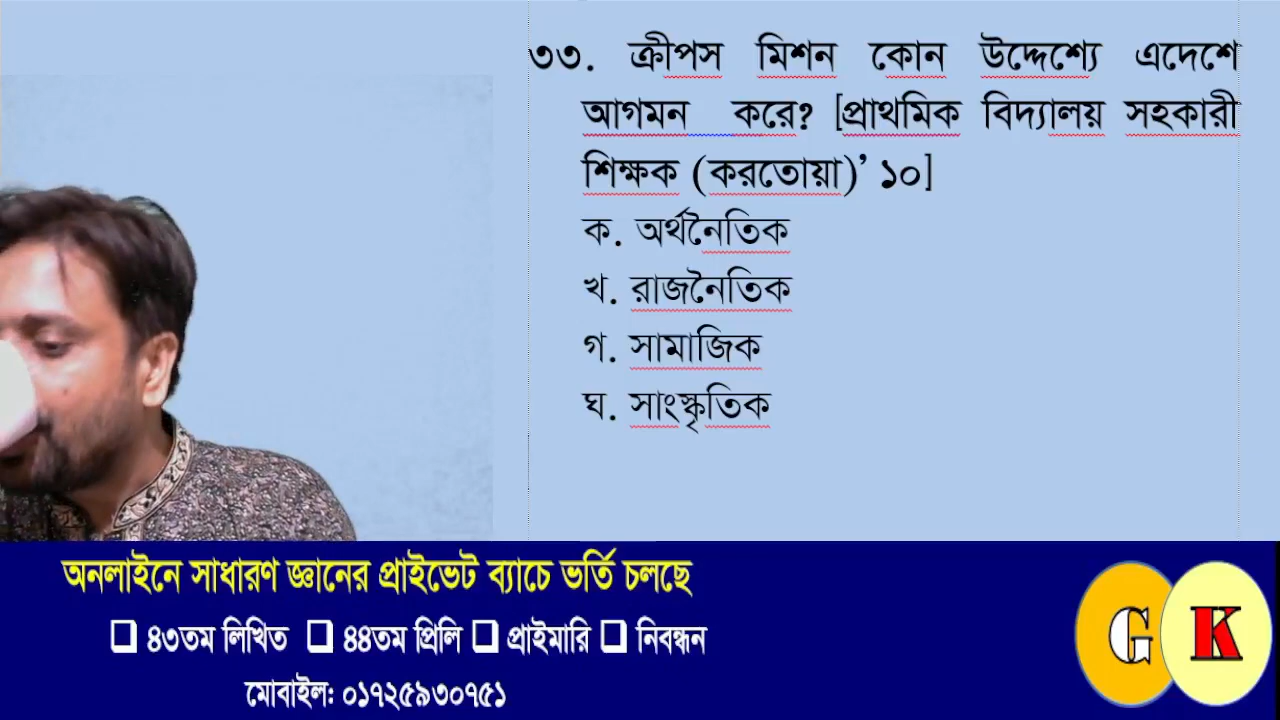 ৩৩. ক্রীপস মিশন কোন উদ্দেশ্যে এদেশে
আগমন করে? [প্রাথমিক বিদ্যালয় সহকারী
শিক্ষক (করতোয়া)’ ১০]
ক. অর্থনৈতিক
খ. রাজনৈতিক
গ. সামাজিক
ঘ. সাংস্কৃতিক
অনলাইনে সাধারণ জ্ঞানের প্রাইভেট ব্যাচে ভর্তি চলছে
❑ ৪৩তম লিখিত ❑ ৪৪তম প্রিলি ❑ প্রাইমারি ❑ নিবন্ধন
মোবাইল: ০১৭২৫৯৩০৭৫১
G K